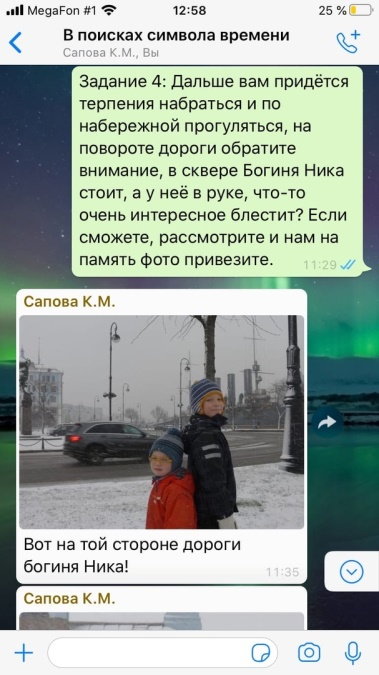 MegaFon #1
12:58
25 %
В поисках символа времени
Сапова К.М., Вы
Задание 4: Дальше вам придётся
терпения набраться и по
набережной прогуляться, на
повороте дороги обратите
внимание, в сквере Богиня Ника
стоит, а у неё в руке, что-то
очень интересное блестит? Если
сможете, рассмотрите и нам на
память фото привезите.
11:29
Сапова К.М.
Вот на той стороне дороги
богиня Ника!
11:35
Сапова К.М.